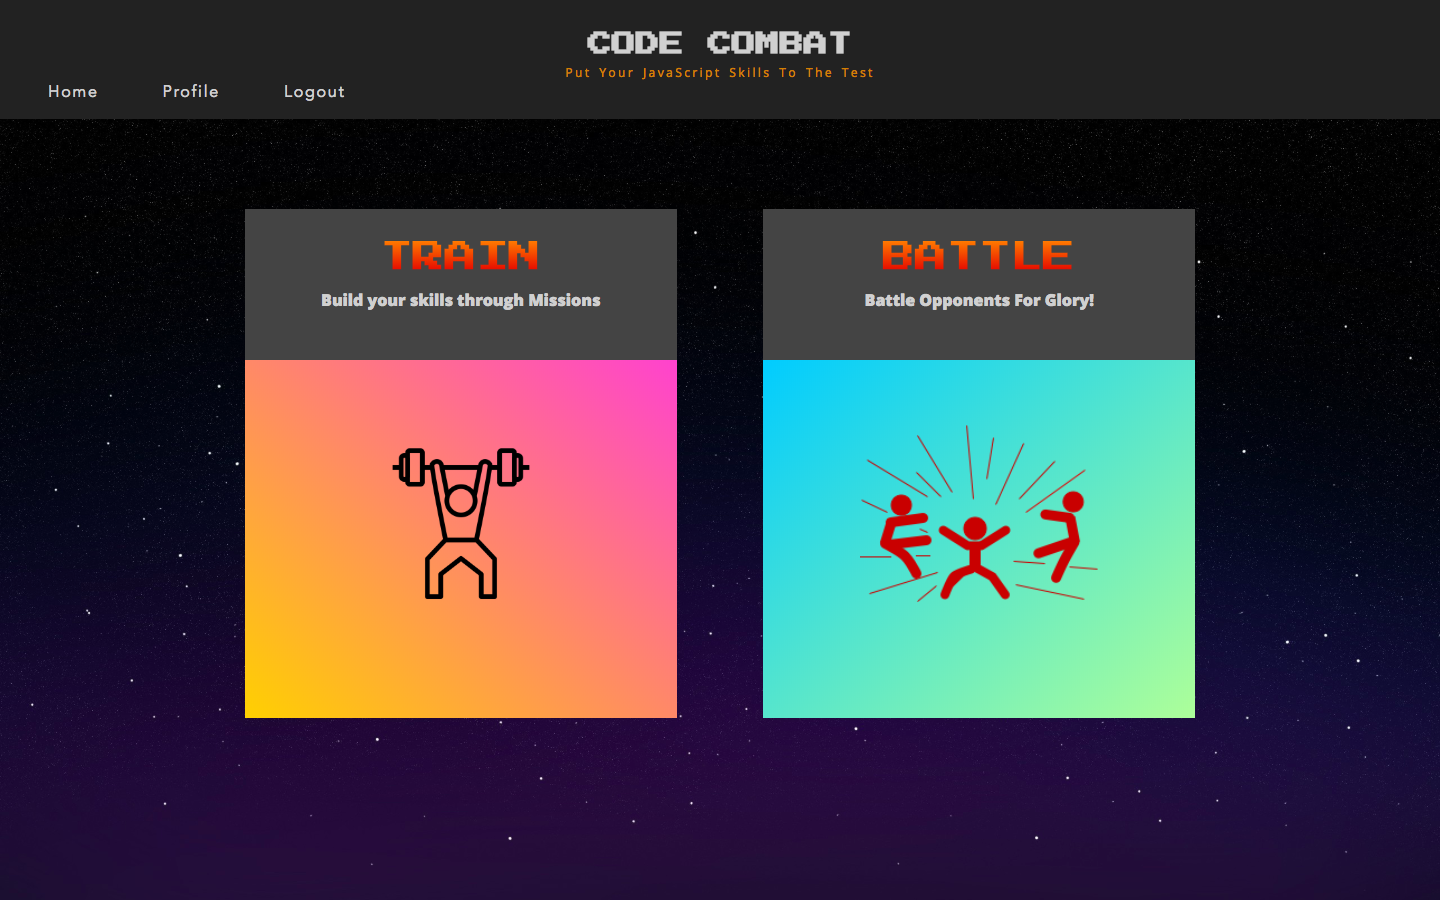 CODE COMBAT
Put Your JavaScript Skills To The Test
Home Profile Logout
TRAIN
Build your skills through Missions
BATTLE
Battle Opponents For Glory!